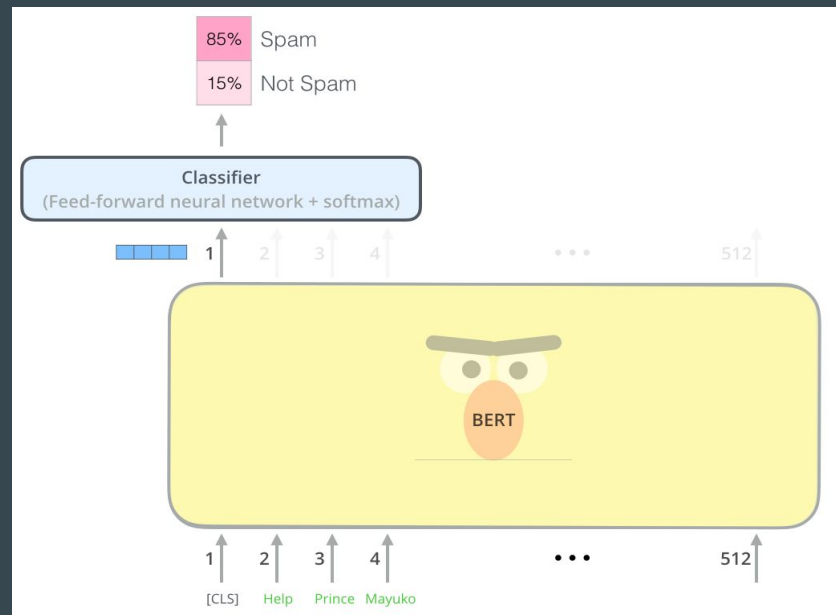 85% Spam
15% Not Spam
Classifier
(Feed-forward neural network + softmax)
1 2 3 4 ••• 512
BERT
1 2 3 4 ••• 512
[CLS] Help Prince Mayuko